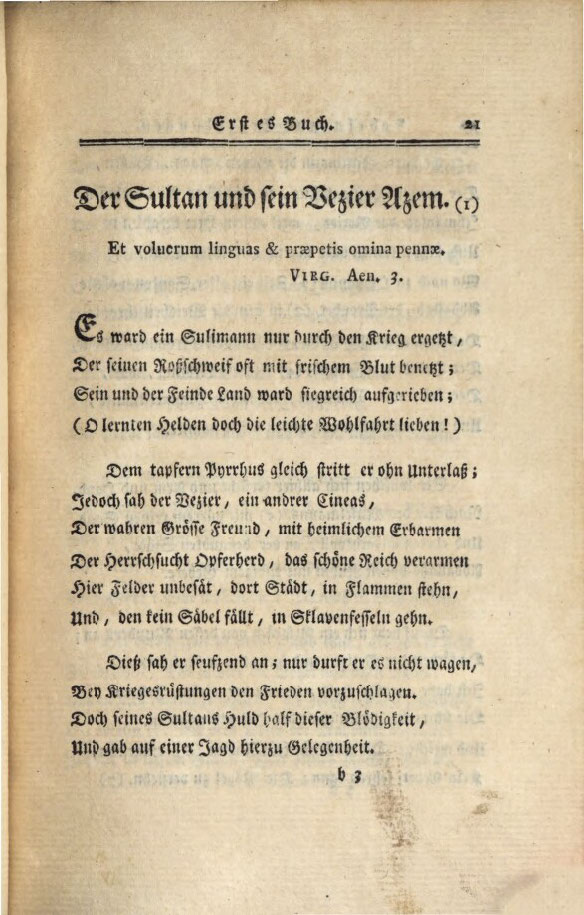 Erstes Buch. 21
Der Sultan und sein Vezier Azem. (1)
Et volucrum linguas & præpetis omina pennæ.
VIRG. Aen. 3.
Es ward ein Sulimann nur durch den Krieg ergetzt,
Der seinen Roßschweif oft mit frischem Blut benetzt;
Sein und der Feinde Land ward siegreich aufgerieben;
(O lernten Helden doch die leichte Wohlfahrt lieben!)
Dem tapfern Pyrrhus gleich stritt er ohn Unterlaß;
Jedoch sah der Vezier, ein andrer Cineas,
Der wahren Grösse Freund, mit heimlichem Erbarmen
Der Herrschsucht Opferherd, das schöne Reich verarmen
Hier Felder unbesät, dort Städt, in Flammen stehn,
Und, den kein Säbel fällt, in Sklavenfesseln gehn.
Dieß sah er seufzend an; nur durft er es nicht wagen,
Bey Kriegesrüstungen den Frieden vorzuschlagen.
Doch seines Sultans Huld half dieser Blödigkeit,
Und gab auf einer Jagd hierzu Gelegenheit.
b 3